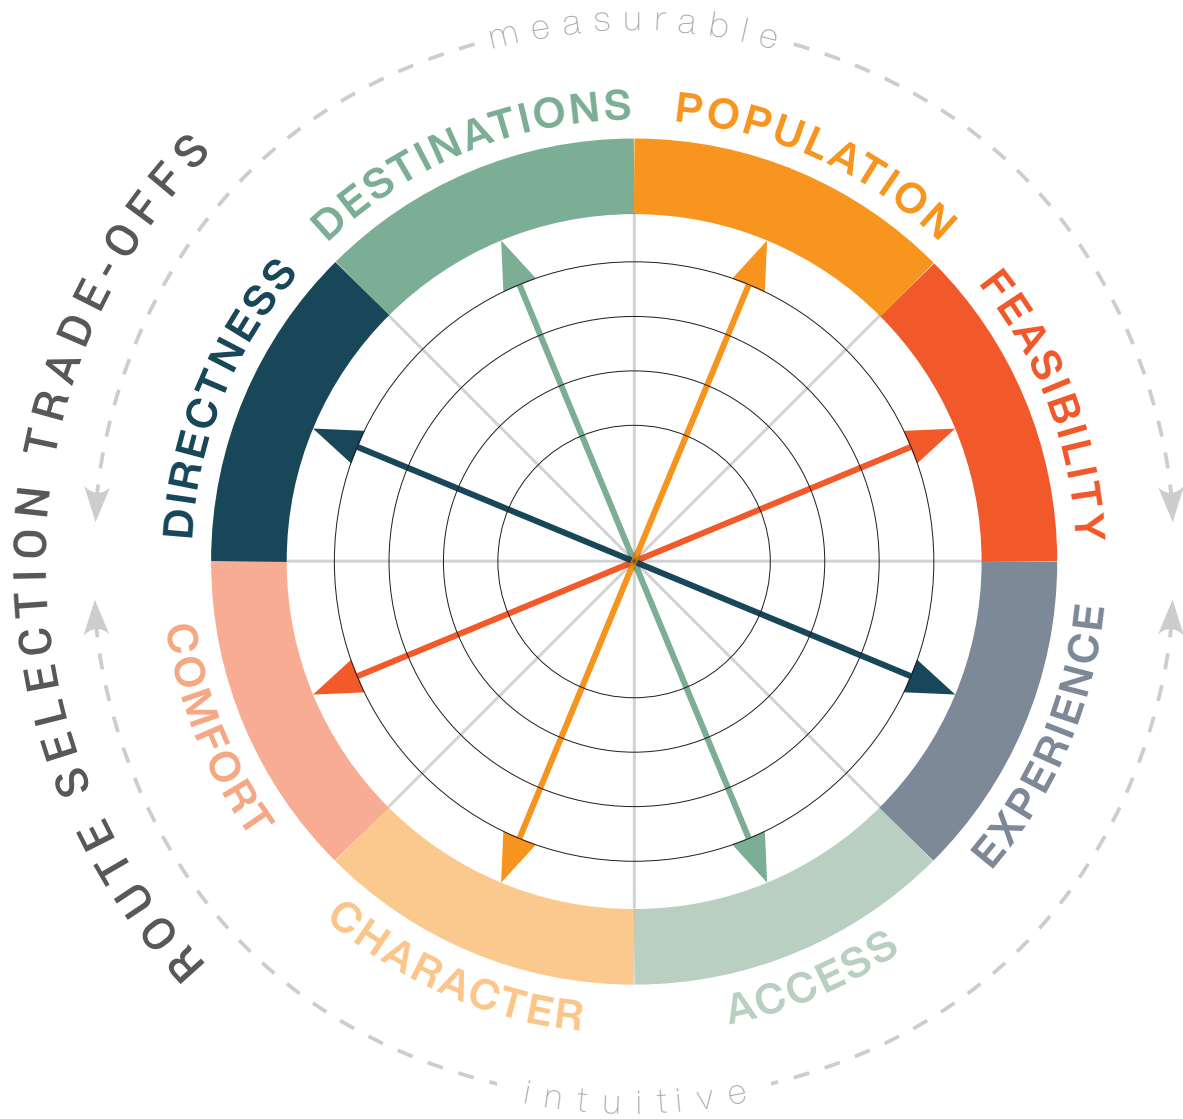 measurable
ROUTE SELECTION TRADE-OFFS
DESTINATIONS
POPULATION
DIRECTNESS
FEASIBILITY
COMFORT
EXPERIENCE
CHARACTER
ACCESS
intuitive